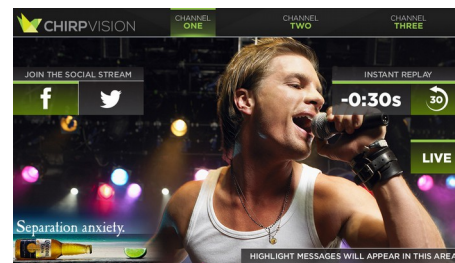 CHIRPVISION
CHANNEL
ONE
CHANNEL
TWO
CHANNEL
THREE
JOIN THE SOCIAL STREAM
f
INSTANT REPLAY
-0:30s
30
LIVE
Separation anxiety.
HIGHLIGHT MESSAGES WILL APPEAR IN THIS AREA